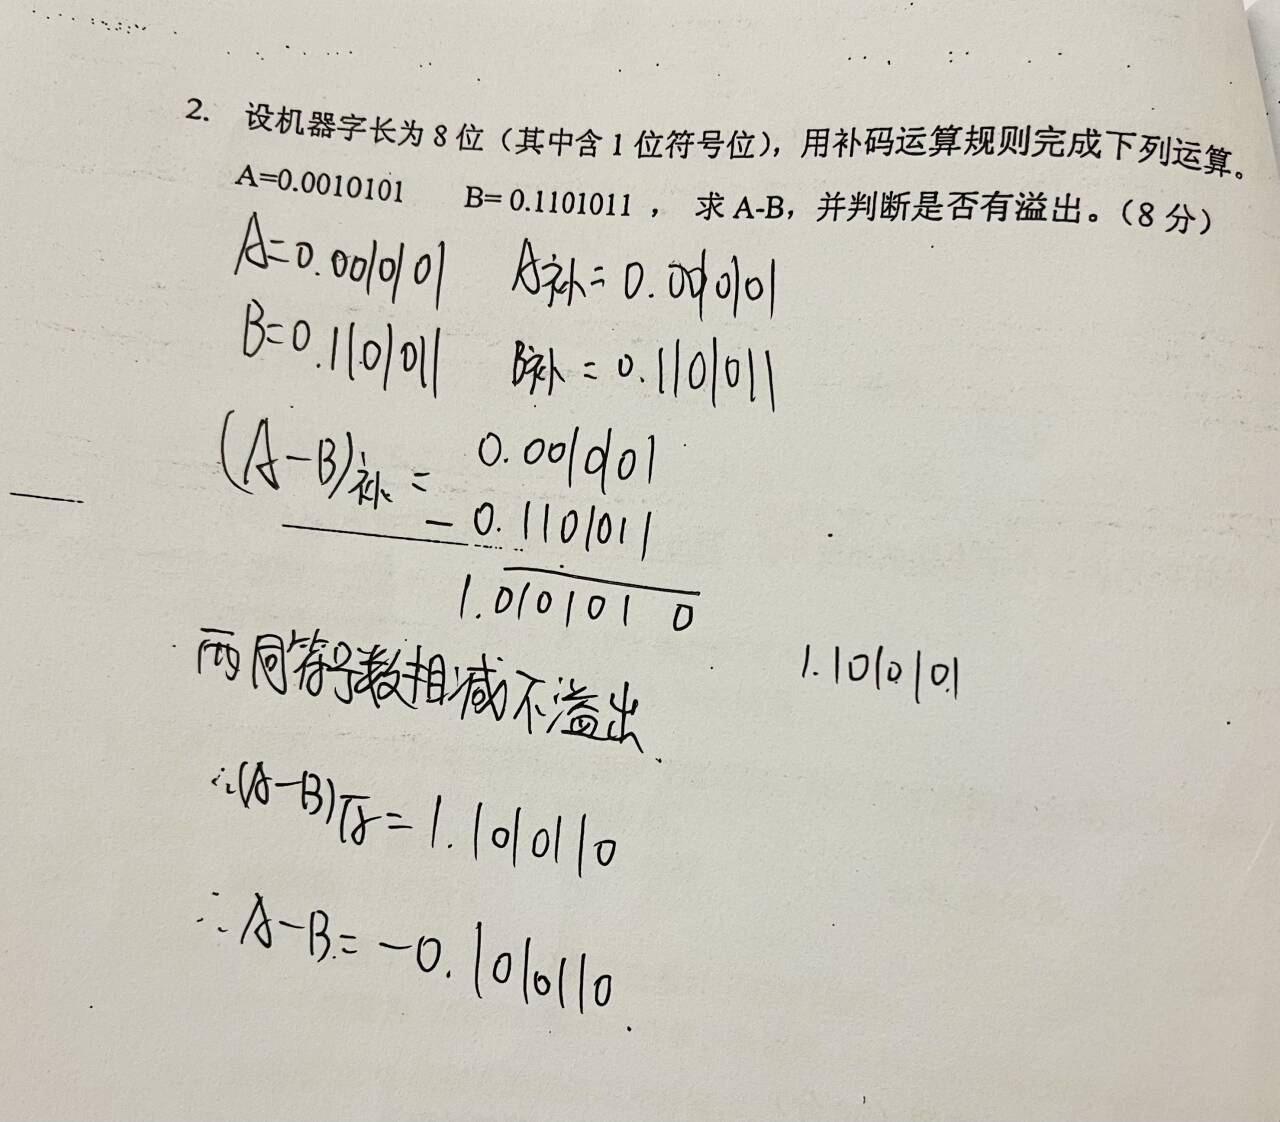 2. 设机器字长为 8 位（其中含 1 位符号位），用补码运算规则完成下列运算。
A=0.0010101 B= 0.1101011 ， 求 A-B，并判断是否有溢出。（8 分）
A=0.0010101 A补=0.0010101
B=0.1101011 B补=0.1101011
(A-B)补= 0.0010101
-0.1101011
1.0101010
两同符号数相减不溢出 1.1010101
∴(A-B)原=1.1010110
∴A-B=-0.1010110.